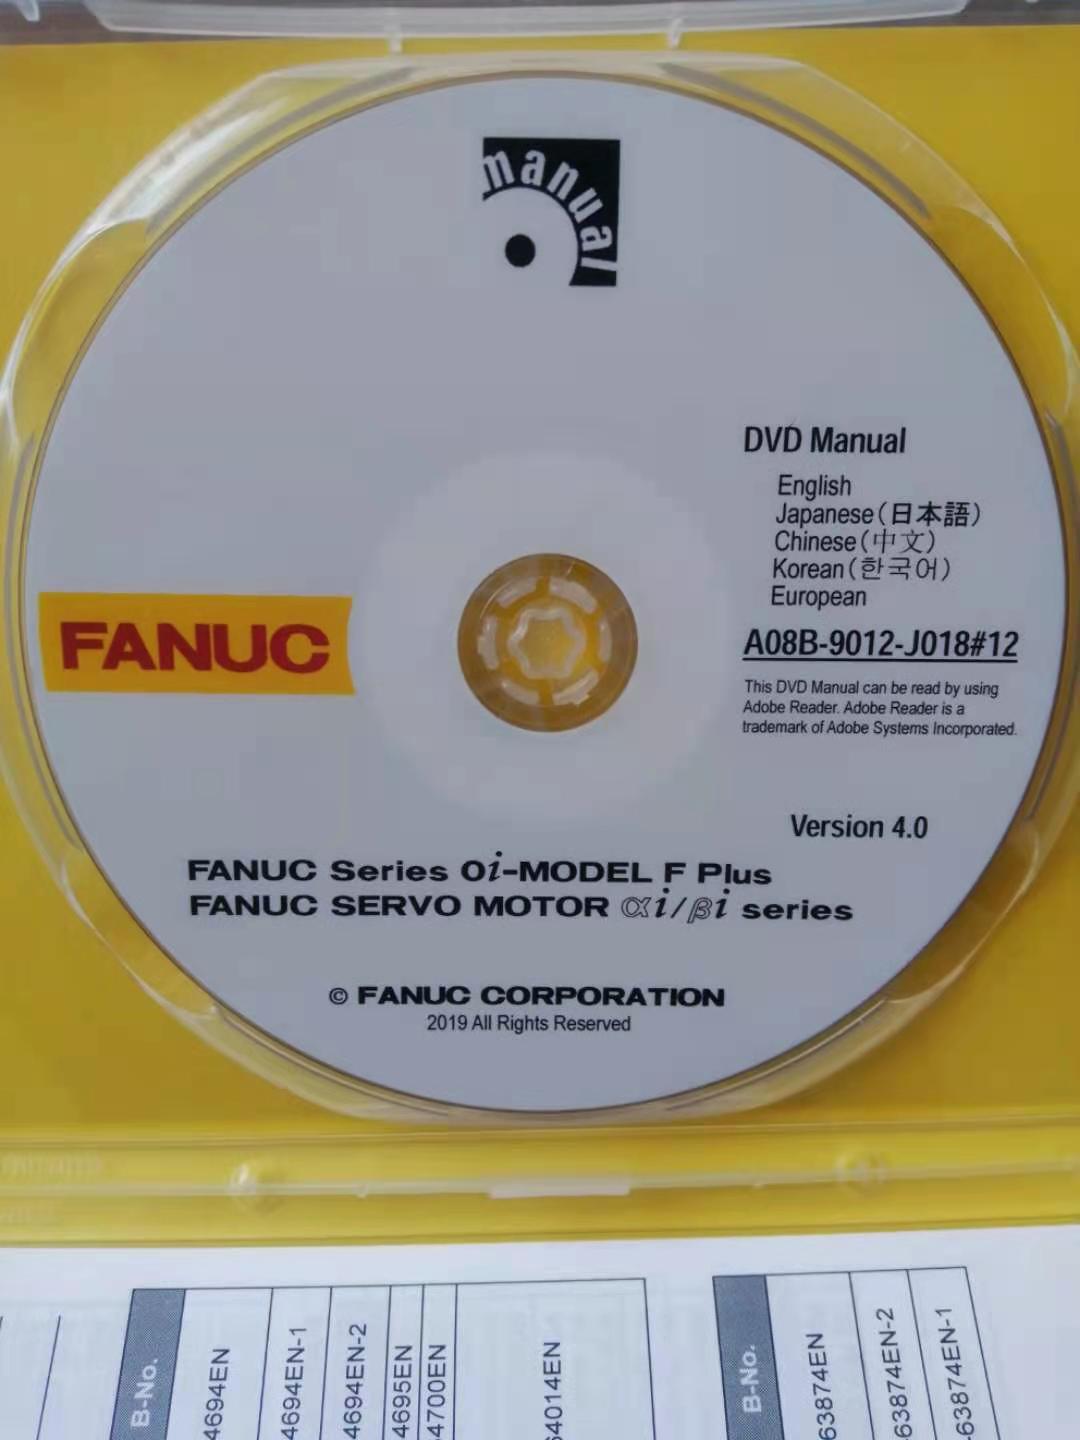 manual
DVD Manual
English
Japanese(日本語)
Chinese(中文)
Korean(한국어)
European
FANUC
A08B-9012-J018#12
This DVD Manual can be read by using
Adobe Reader. Adobe Reader is a
trademark of Adobe Systems Incorporated.
Version 4.0
FANUC Series 0i-MODEL F Plus
FANUC SERVO MOTOR αi/βi series
© FANUC CORPORATION
2019 All Rights Reserved
B-No.
4694EN
4694EN-1
4694EN-2
4695EN
4700EN
64014EN
B-No.
63874EN
63874EN-2
-63874EN-1